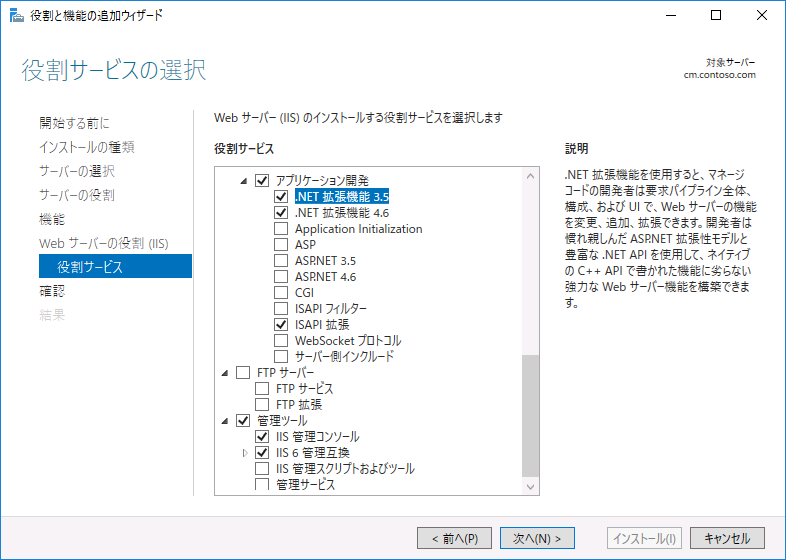 役割と機能の追加ウィザード
役割サービスの選択
対象サーバー
cm.contoso.com
開始する前に
インストールの種類
サーバーの選択
サーバーの役割
機能
Web サーバーの役割 (IIS)
役割サービス
確認
結果
Web サーバー (IIS) のインストールする役割サービスを選択します
役割サービス
アプリケーション開発
.NET 拡張機能 3.5
.NET 拡張機能 4.6
Application Initialization
ASP
ASP.NET 3.5
ASP.NET 4.6
CGI
ISAPI フィルター
ISAPI 拡張
WebSocket プロトコル
サーバー側インクルード
FTP サーバー
FTP サービス
FTP 拡張
管理ツール
IIS 管理コンソール
IIS 6 管理互換
IIS 管理スクリプトおよびツール
管理サービス
説明
.NET 拡張機能を使用すると、マネージ
コードの開発者は要求パイプライン全体、
構成、および UI で、Web サーバーの機能
を変更、追加、拡張できます。開発者は
慣れ親しんだ ASP.NET 拡張性モデルと
豊富な .NET API を使用して、ネイティブ
の C++ API で書かれた機能に劣らない
強力な Web サーバー機能を構築できま
す。
< 前へ(P)
次へ(N) >
インストール(I)
キャンセル